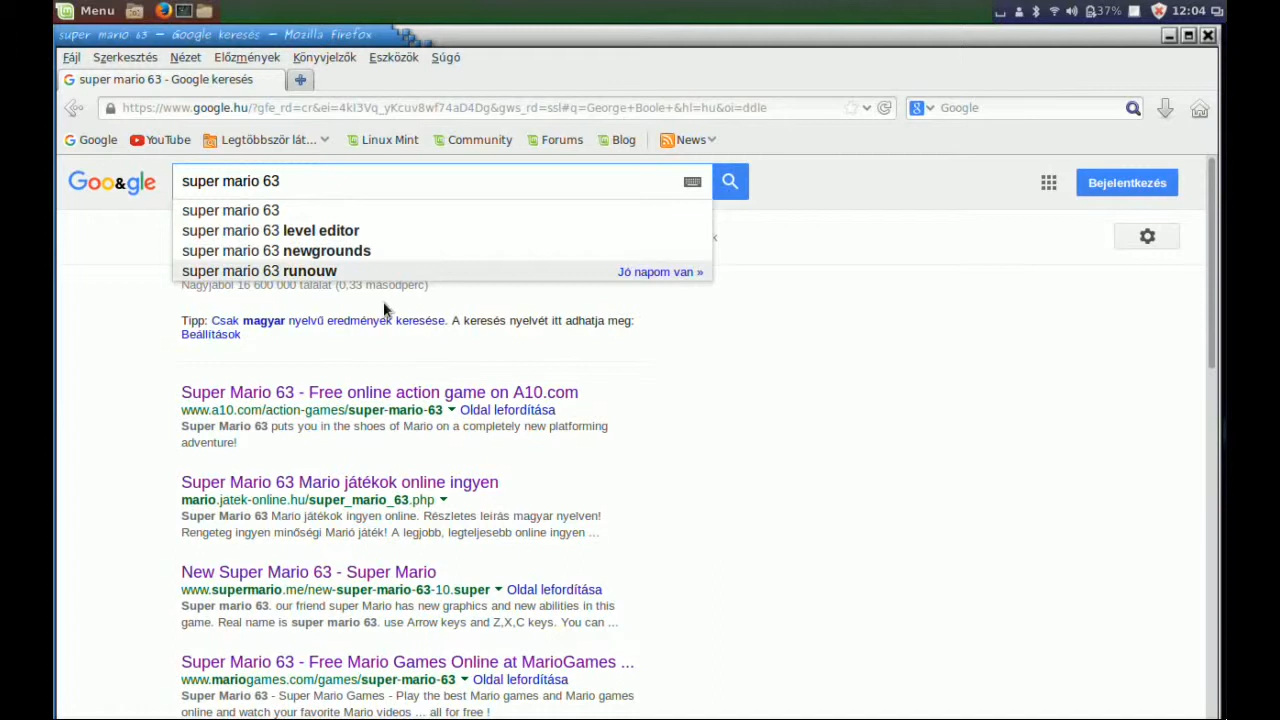 Menu
37%
12:04
super mario 63 - Google keresés - Mozilla Firefox
Fájl Szerkesztés Nézet Előzmények Könyvjelzők Eszközök Súgó
super mario 63 - Google keresés
https://www.google.hu/?gfe_rd=cr&ei=4kI3Vq_yKcuv8wf74aD4Dg&gws_rd=ssl#q=George+Boole+&hl=hu&oi=ddle
Google
Google YouTube Legtöbbször lát... Linux Mint Community Forums Blog News
Goo&gle
super mario 63
Bejelentkezés
super mario 63
super mario 63 level editor
super mario 63 newgrounds
super mario 63 runouw
Jó napom van »
Nagyjából 16 600 000 találat (0,33 másodperc)
Tipp: Csak magyar nyelvű eredmények keresése. A keresés nyelvét itt adhatja meg:
Beállítások
Super Mario 63 - Free online action game on A10.com
www.a10.com/action-games/super-mario-63 Oldal lefordítása
Super Mario 63 puts you in the shoes of Mario on a completely new platforming
adventure!
Super Mario 63 Mario játékok online ingyen
mario.jatek-online.hu/super_mario_63.php
Super Mario 63 Mario játékok ingyen online. Részletes leírás magyar nyelven!
Rengeteg ingyen minőségi Marió játék! A legjobb, legteljesebb online ingyen ...
New Super Mario 63 - Super Mario
www.supermario.me/new-super-mario-63-10.super Oldal lefordítása
Super mario 63. our friend super Mario has new graphics and new abilities in this
game. Real name is super mario 63. use Arrow keys and Z,X,C keys. You can ...
Super Mario 63 - Free Mario Games Online at MarioGames ...
www.mariogames.com/games/super-mario-63 Oldal lefordítása
Super Mario 63 - Super Mario Games - Play the best Mario games and Mario games
online and watch your favorite Mario videos ... all for free !